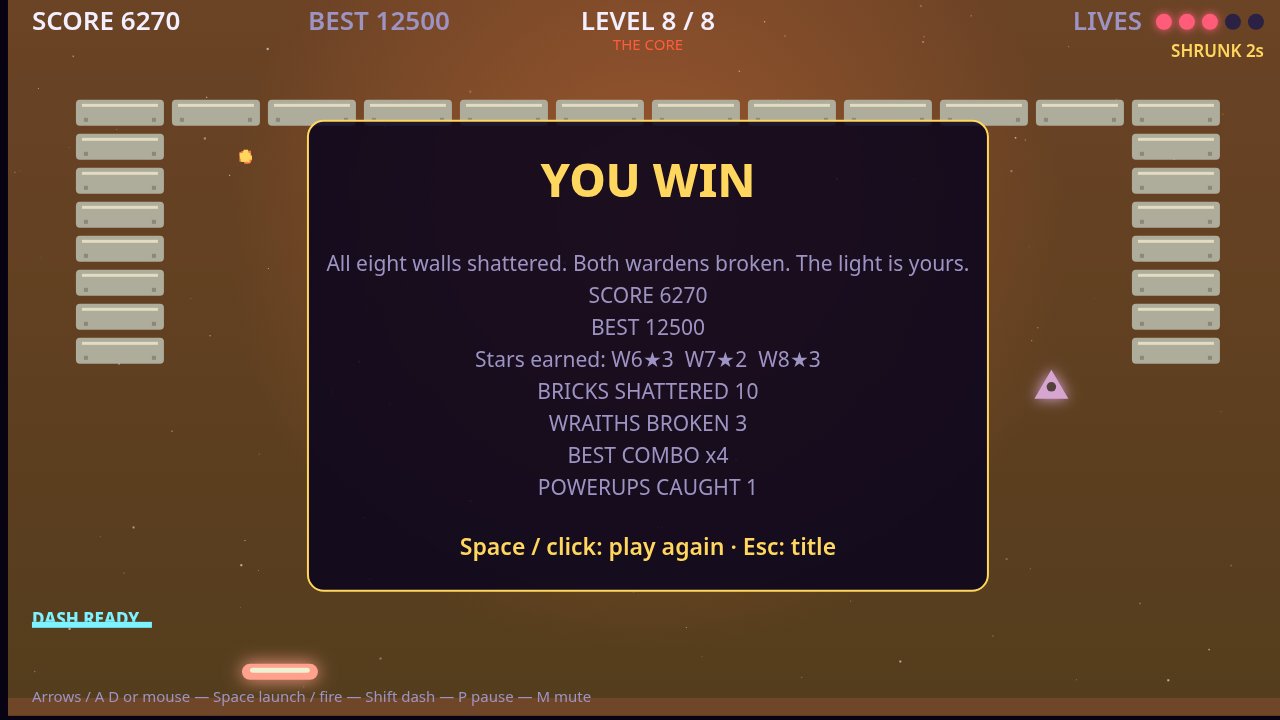 SCORE 6270
BEST 12500
LEVEL 8 / 8
LIVES
THE CORE
SHRUNK 2s
YOU WIN
All eight walls shattered. Both wardens broken. The light is yours.
SCORE 6270
BEST 12500
Stars earned: W6★3 W7★2 W8★3
BRICKS SHATTERED 10
WRAITHS BROKEN 3
BEST COMBO x4
POWERUPS CAUGHT 1
Space / click: play again · Esc: title
DASH READY
Arrows / A D or mouse — Space launch / fire — Shift dash — P pause — M mute